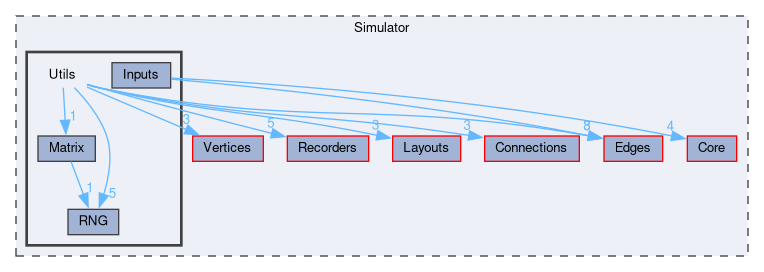 Simulator
Utils
Inputs
1
3
5
3
3
8
4
Matrix
Vertices
Recorders
Layouts
Connections
Edges
Core
1
5
RNG